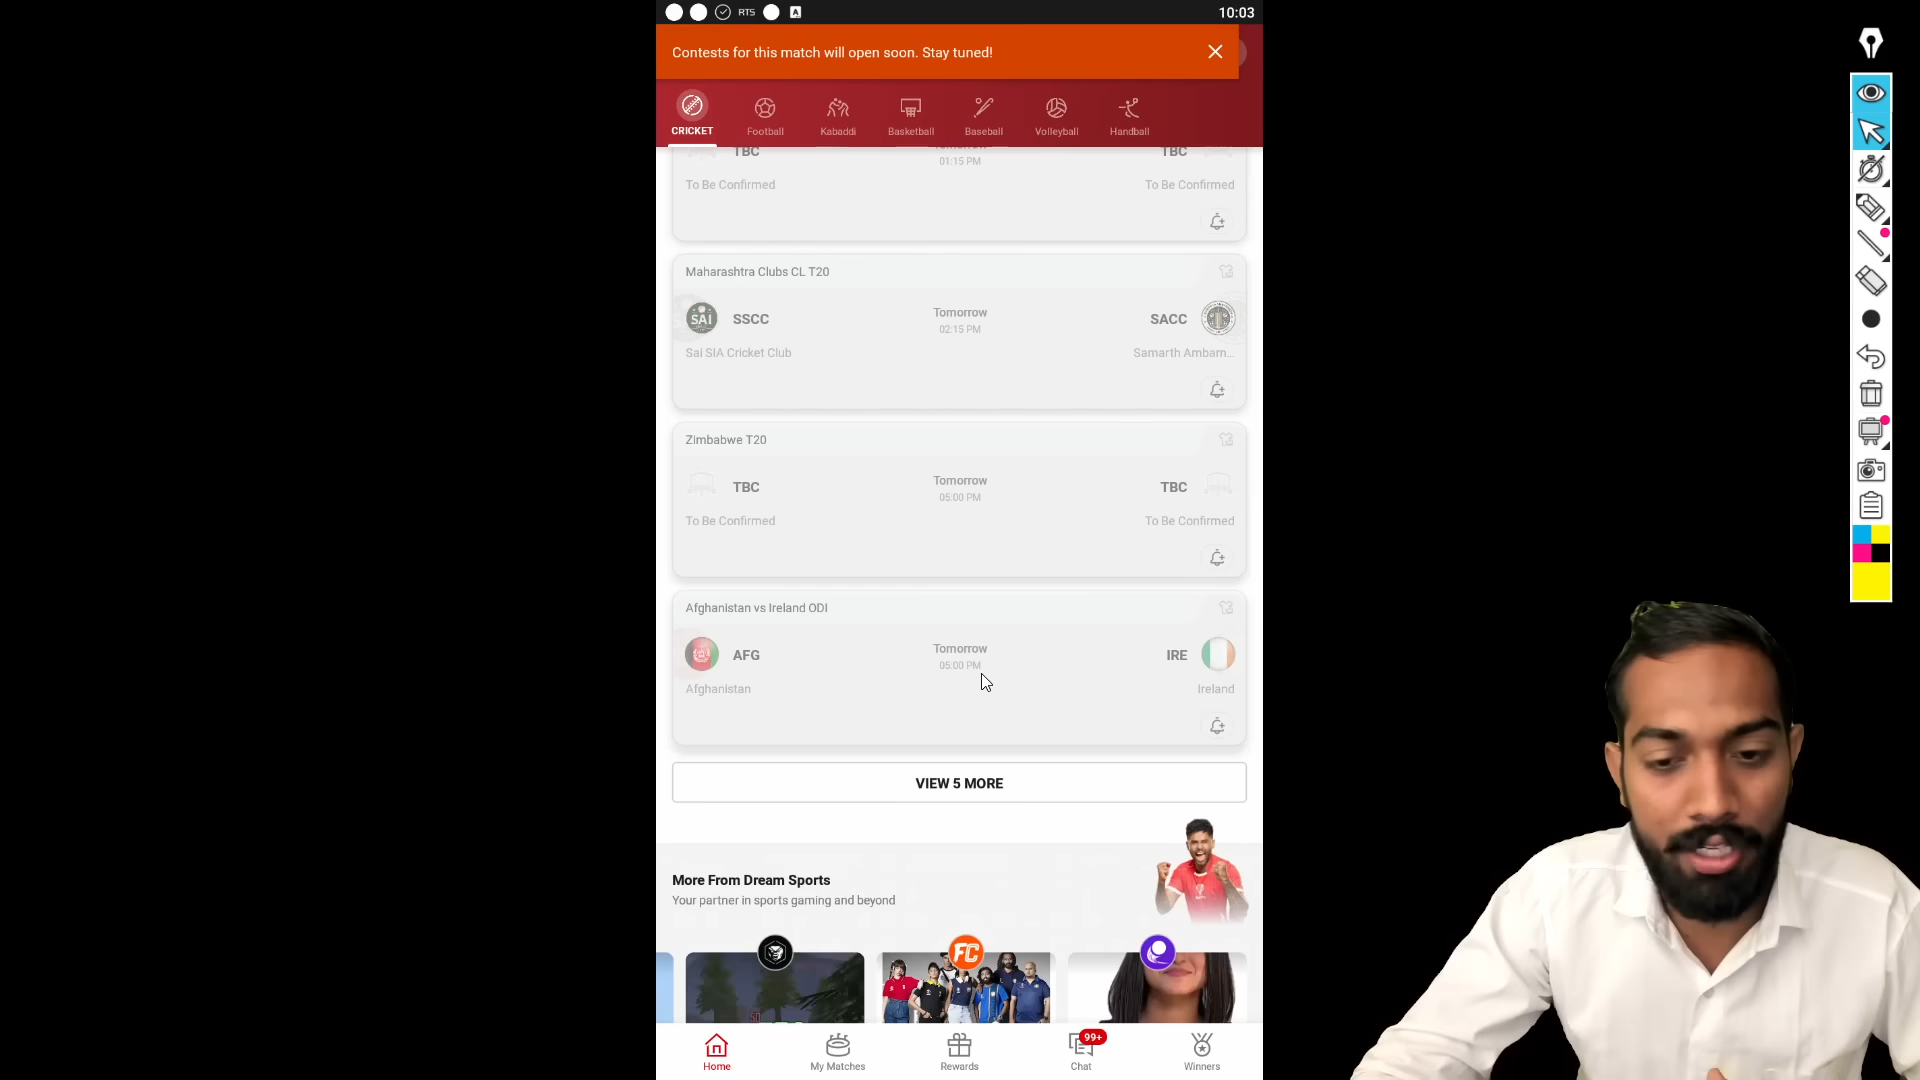 RTS A 10:03
Contests for this match will open soon. Stay tuned!
CRICKET Football Kabaddi Basketball Baseball Volleyball Handball
TBC Tomorrow TBC
01:15 PM
To Be Confirmed To Be Confirmed
Maharashtra Clubs CL T20
SAI SSCC Tomorrow SACC
02:15 PM
Sai SIA Cricket Club Samarth Ambarn...
Zimbabwe T20
TBC Tomorrow TBC
05:00 PM
To Be Confirmed To Be Confirmed
Afghanistan vs Ireland ODI
AFG Tomorrow IRE
05:00 PM
Afghanistan Ireland
VIEW 5 MORE
More From Dream Sports
Your partner in sports gaming and beyond
FC
99+
Home My Matches Rewards Chat Winners